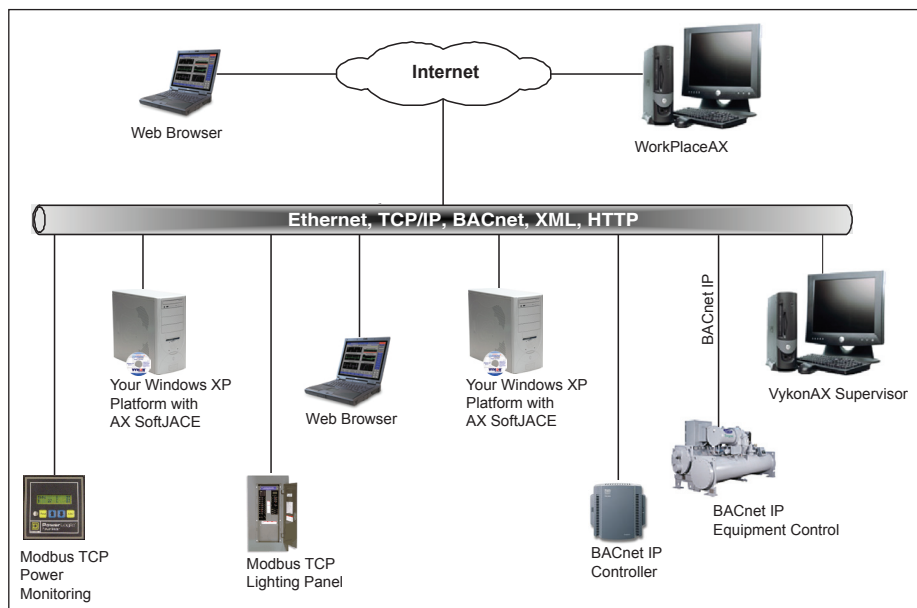 Internet
Web Browser
WorkPlaceAX
Ethernet, TCP/IP, BACnet, XML, HTTP
BACnet IP
Your Windows XP
Platform with
AX SoftJACE
Web Browser
Your Windows XP
Platform with
AX SoftJACE
VykonAX Supervisor
Modbus TCP
Power
Monitoring
Modbus TCP
Lighting Panel
BACnet IP
Controller
BACnet IP
Equipment Control